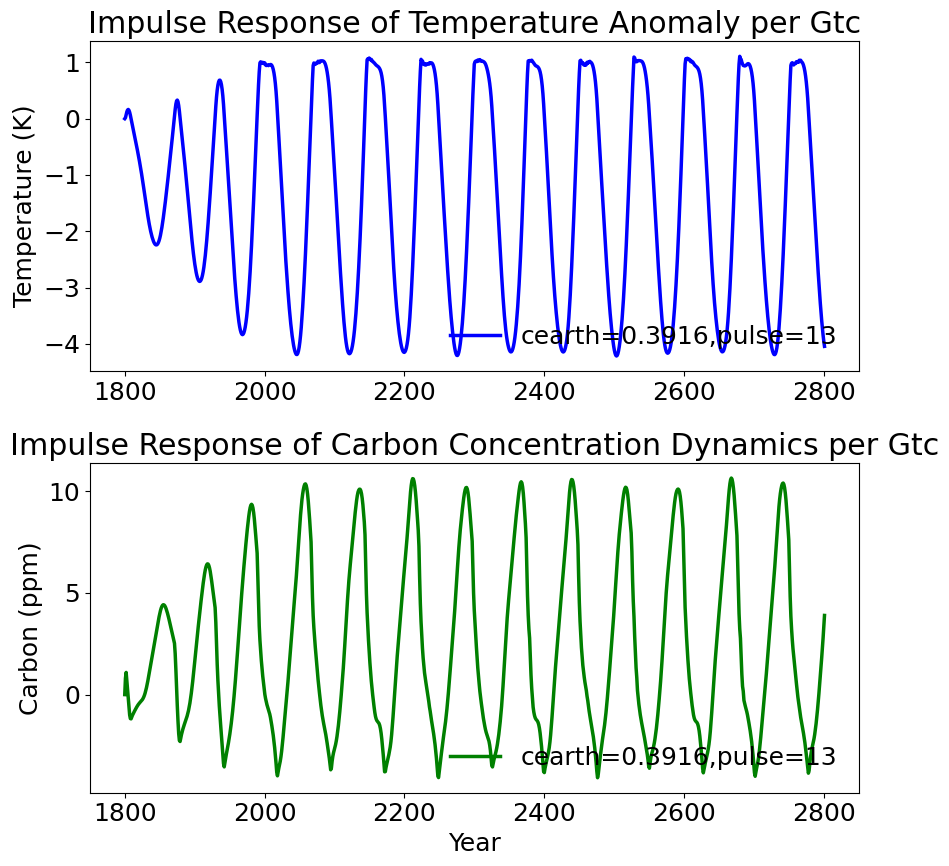 Impulse Response of Temperature Anomaly per Gtc
Temperature (K)
1
0
−1
−2
−3
−4
cearth=0.3916,pulse=13
1800 2000 2200 2400 2600 2800
Impulse Response of Carbon Concentration Dynamics per Gtc
Carbon (ppm)
10
5
0
cearth=0.3916,pulse=13
1800 2000 2200 2400 2600 2800
Year